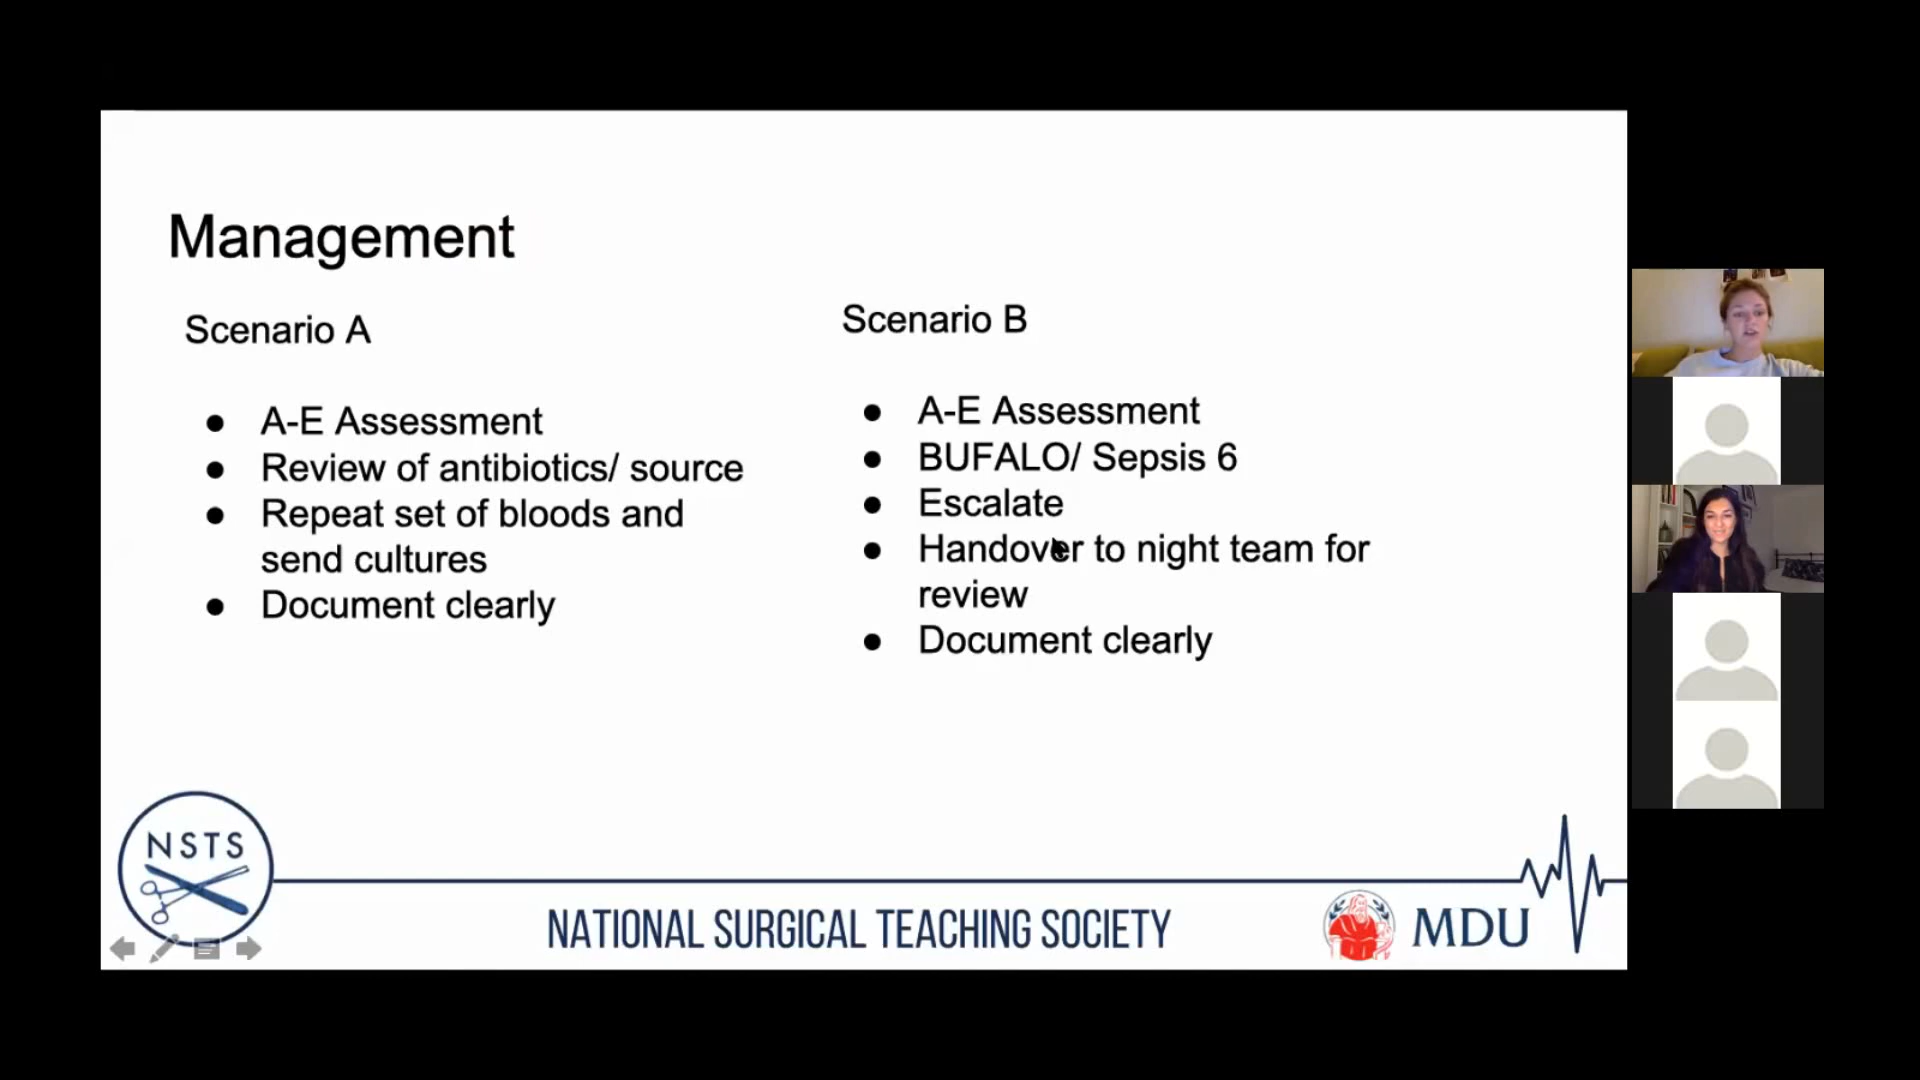 Management
Scenario A
● A-E Assessment
● Review of antibiotics/ source
● Repeat set of bloods and
send cultures
● Document clearly
Scenario B
● A-E Assessment
● BUFALO/ Sepsis 6
● Escalate
● Handover to night team for
review
● Document clearly
NSTS
NATIONAL SURGICAL TEACHING SOCIETY
MDU